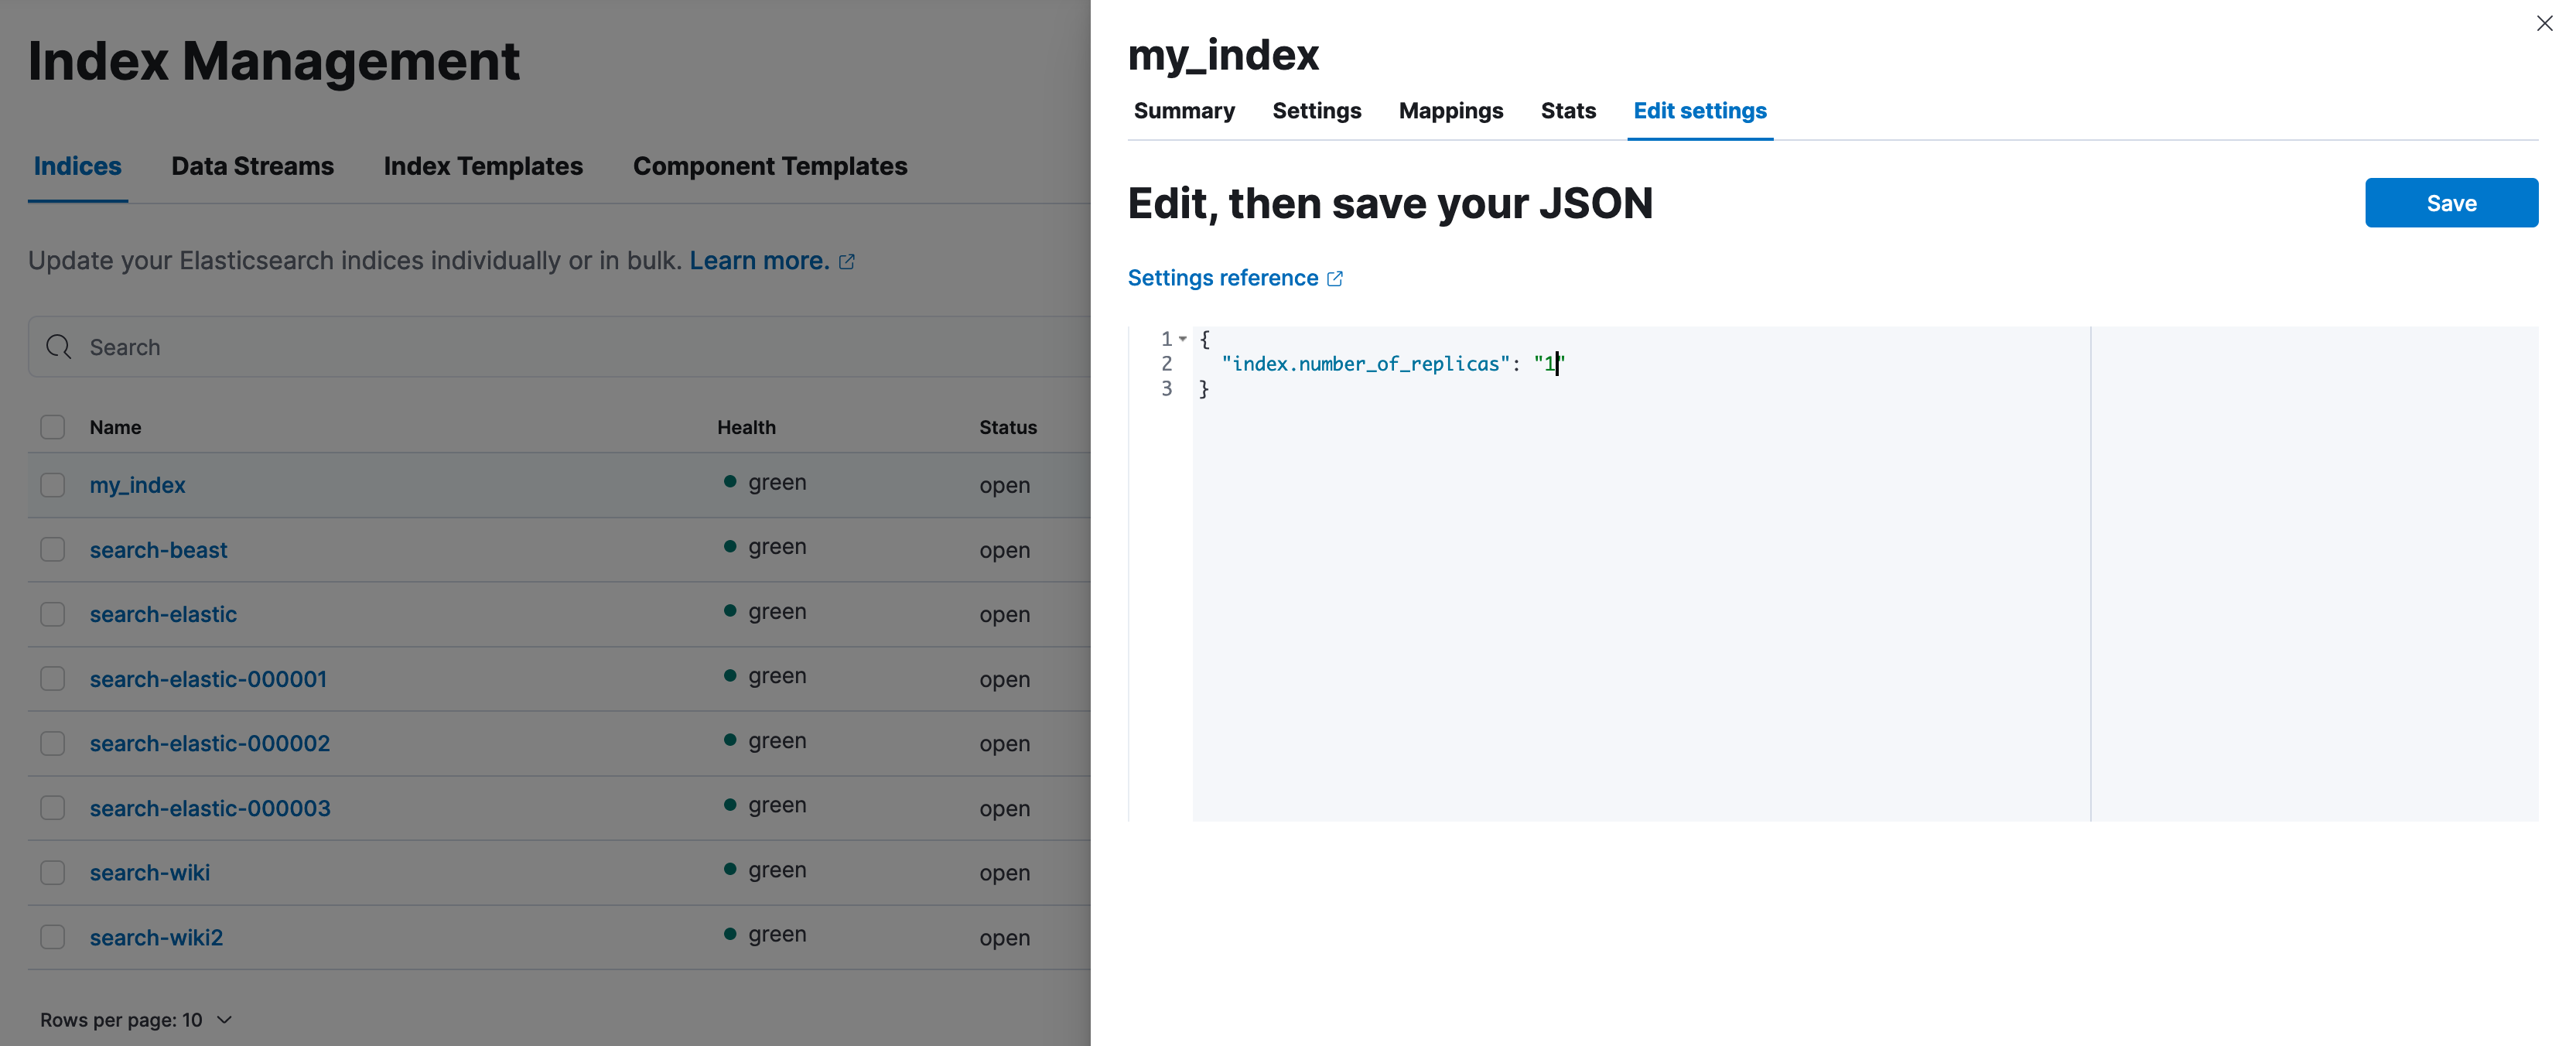 Index Management
Indices Data Streams Index Templates Component Templates
Update your Elasticsearch indices individually or in bulk. Learn more.
Search
Name Health Status
my_index green open
search-beast green open
search-elastic green open
search-elastic-000001 green open
search-elastic-000002 green open
search-elastic-000003 green open
search-wiki green open
search-wiki2 green open
Rows per page: 10
my_index
Summary Settings Mappings Stats Edit settings
Edit, then save your JSON
Save
Settings reference
1 {
2 "index.number_of_replicas": "1"
3 }